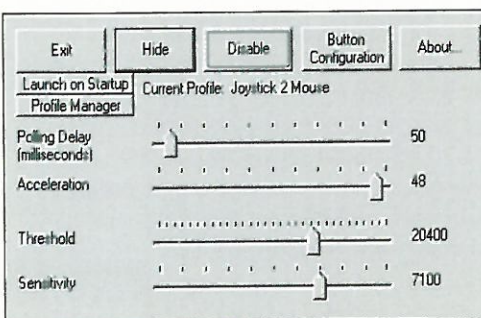 Exit
Hide
Disable
Button
Configuration
About...
Launch on Startup
Current Profile: Joystick 2 Mouse
Profile Manager
Polling Delay
(milliseconds)
50
Acceleration
48
Threshold
20400
Sensitivity
7100